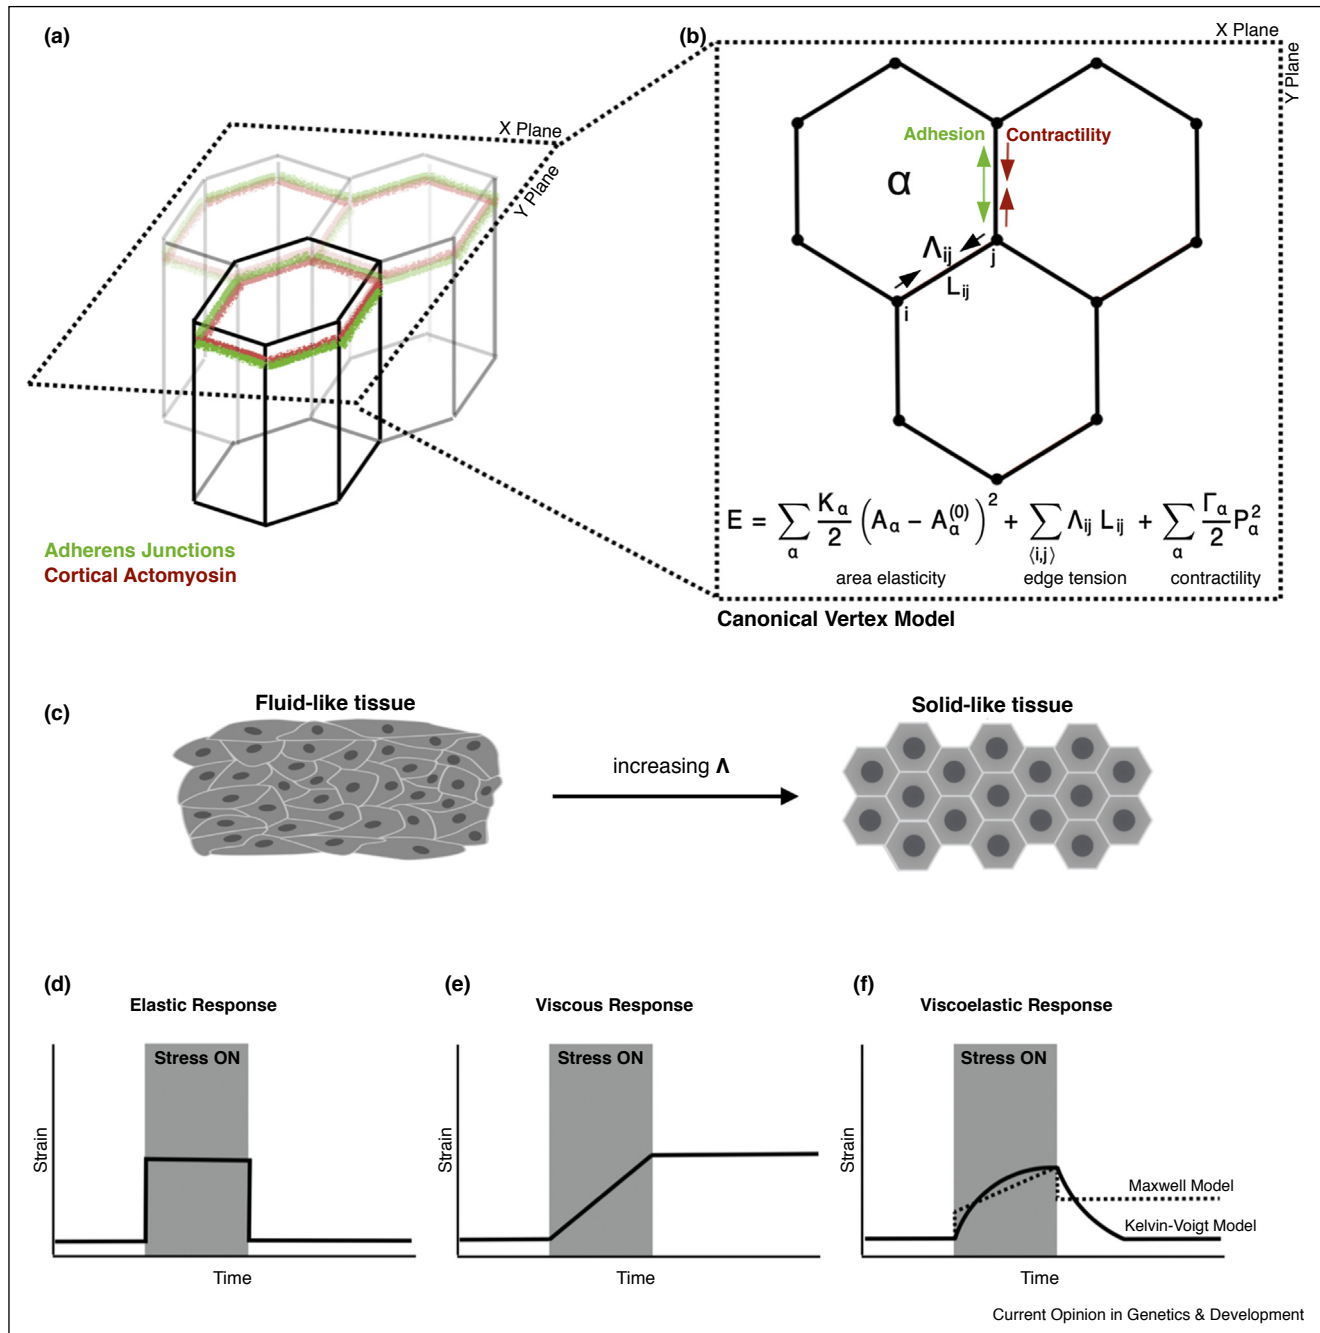 (a)
X Plane
Y Plane
Adherens Junctions
Cortical Actomyosin
(b)
X Plane
Y Plane
Adhesion
Contractility
α
Λij
j
Lij
i
E = ∑α Kα/2 (Aα − Aα(0))2 + ∑⟨i,j⟩ Λij Lij + ∑α Γα/2 Pα2
area elasticity edge tension contractility
Canonical Vertex Model
(c)
Fluid-like tissue
increasing Λ
Solid-like tissue
(d)
Elastic Response
Stress ON
Strain
Time
(e)
Viscous Response
Stress ON
Strain
Time
(f)
Viscoelastic Response
Stress ON
Strain
Maxwell Model
Kelvin-Voigt Model
Time
Current Opinion in Genetics & Development